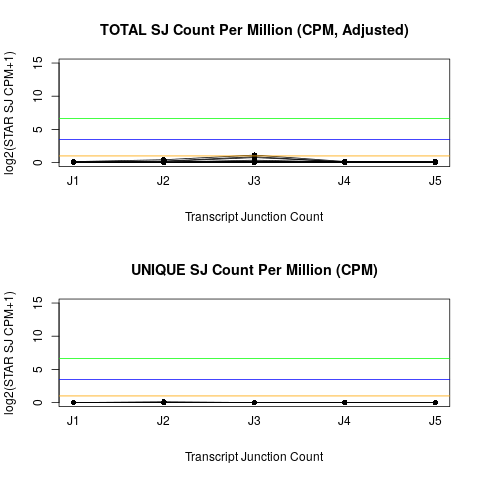 TOTAL SJ Count Per Million (CPM, Adjusted)
log2(STAR SJ CPM+1)
15
10
5
0
J1 J2 J3 J4 J5
Transcript Junction Count
UNIQUE SJ Count Per Million (CPM)
log2(STAR SJ CPM+1)
15
10
5
0
J1 J2 J3 J4 J5
Transcript Junction Count